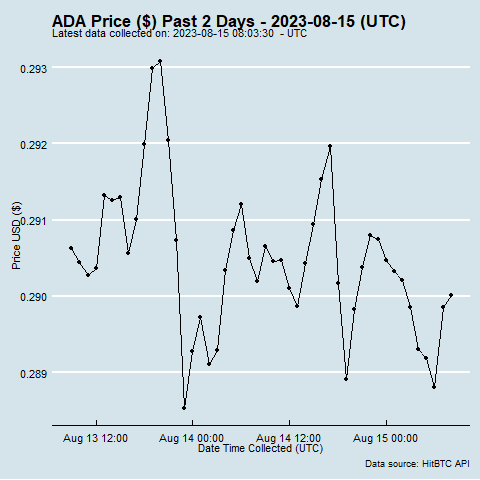 ADA Price ($) Past 2 Days - 2023-08-15 (UTC)
Latest data collected on: 2023-08-15 08:03:30 - UTC
0.293
0.292
0.291
0.290
0.289
Price USD ($)
Aug 13 12:00 Aug 14 00:00 Aug 14 12:00 Aug 15 00:00
Date Time Collected (UTC)
Data source: HitBTC API